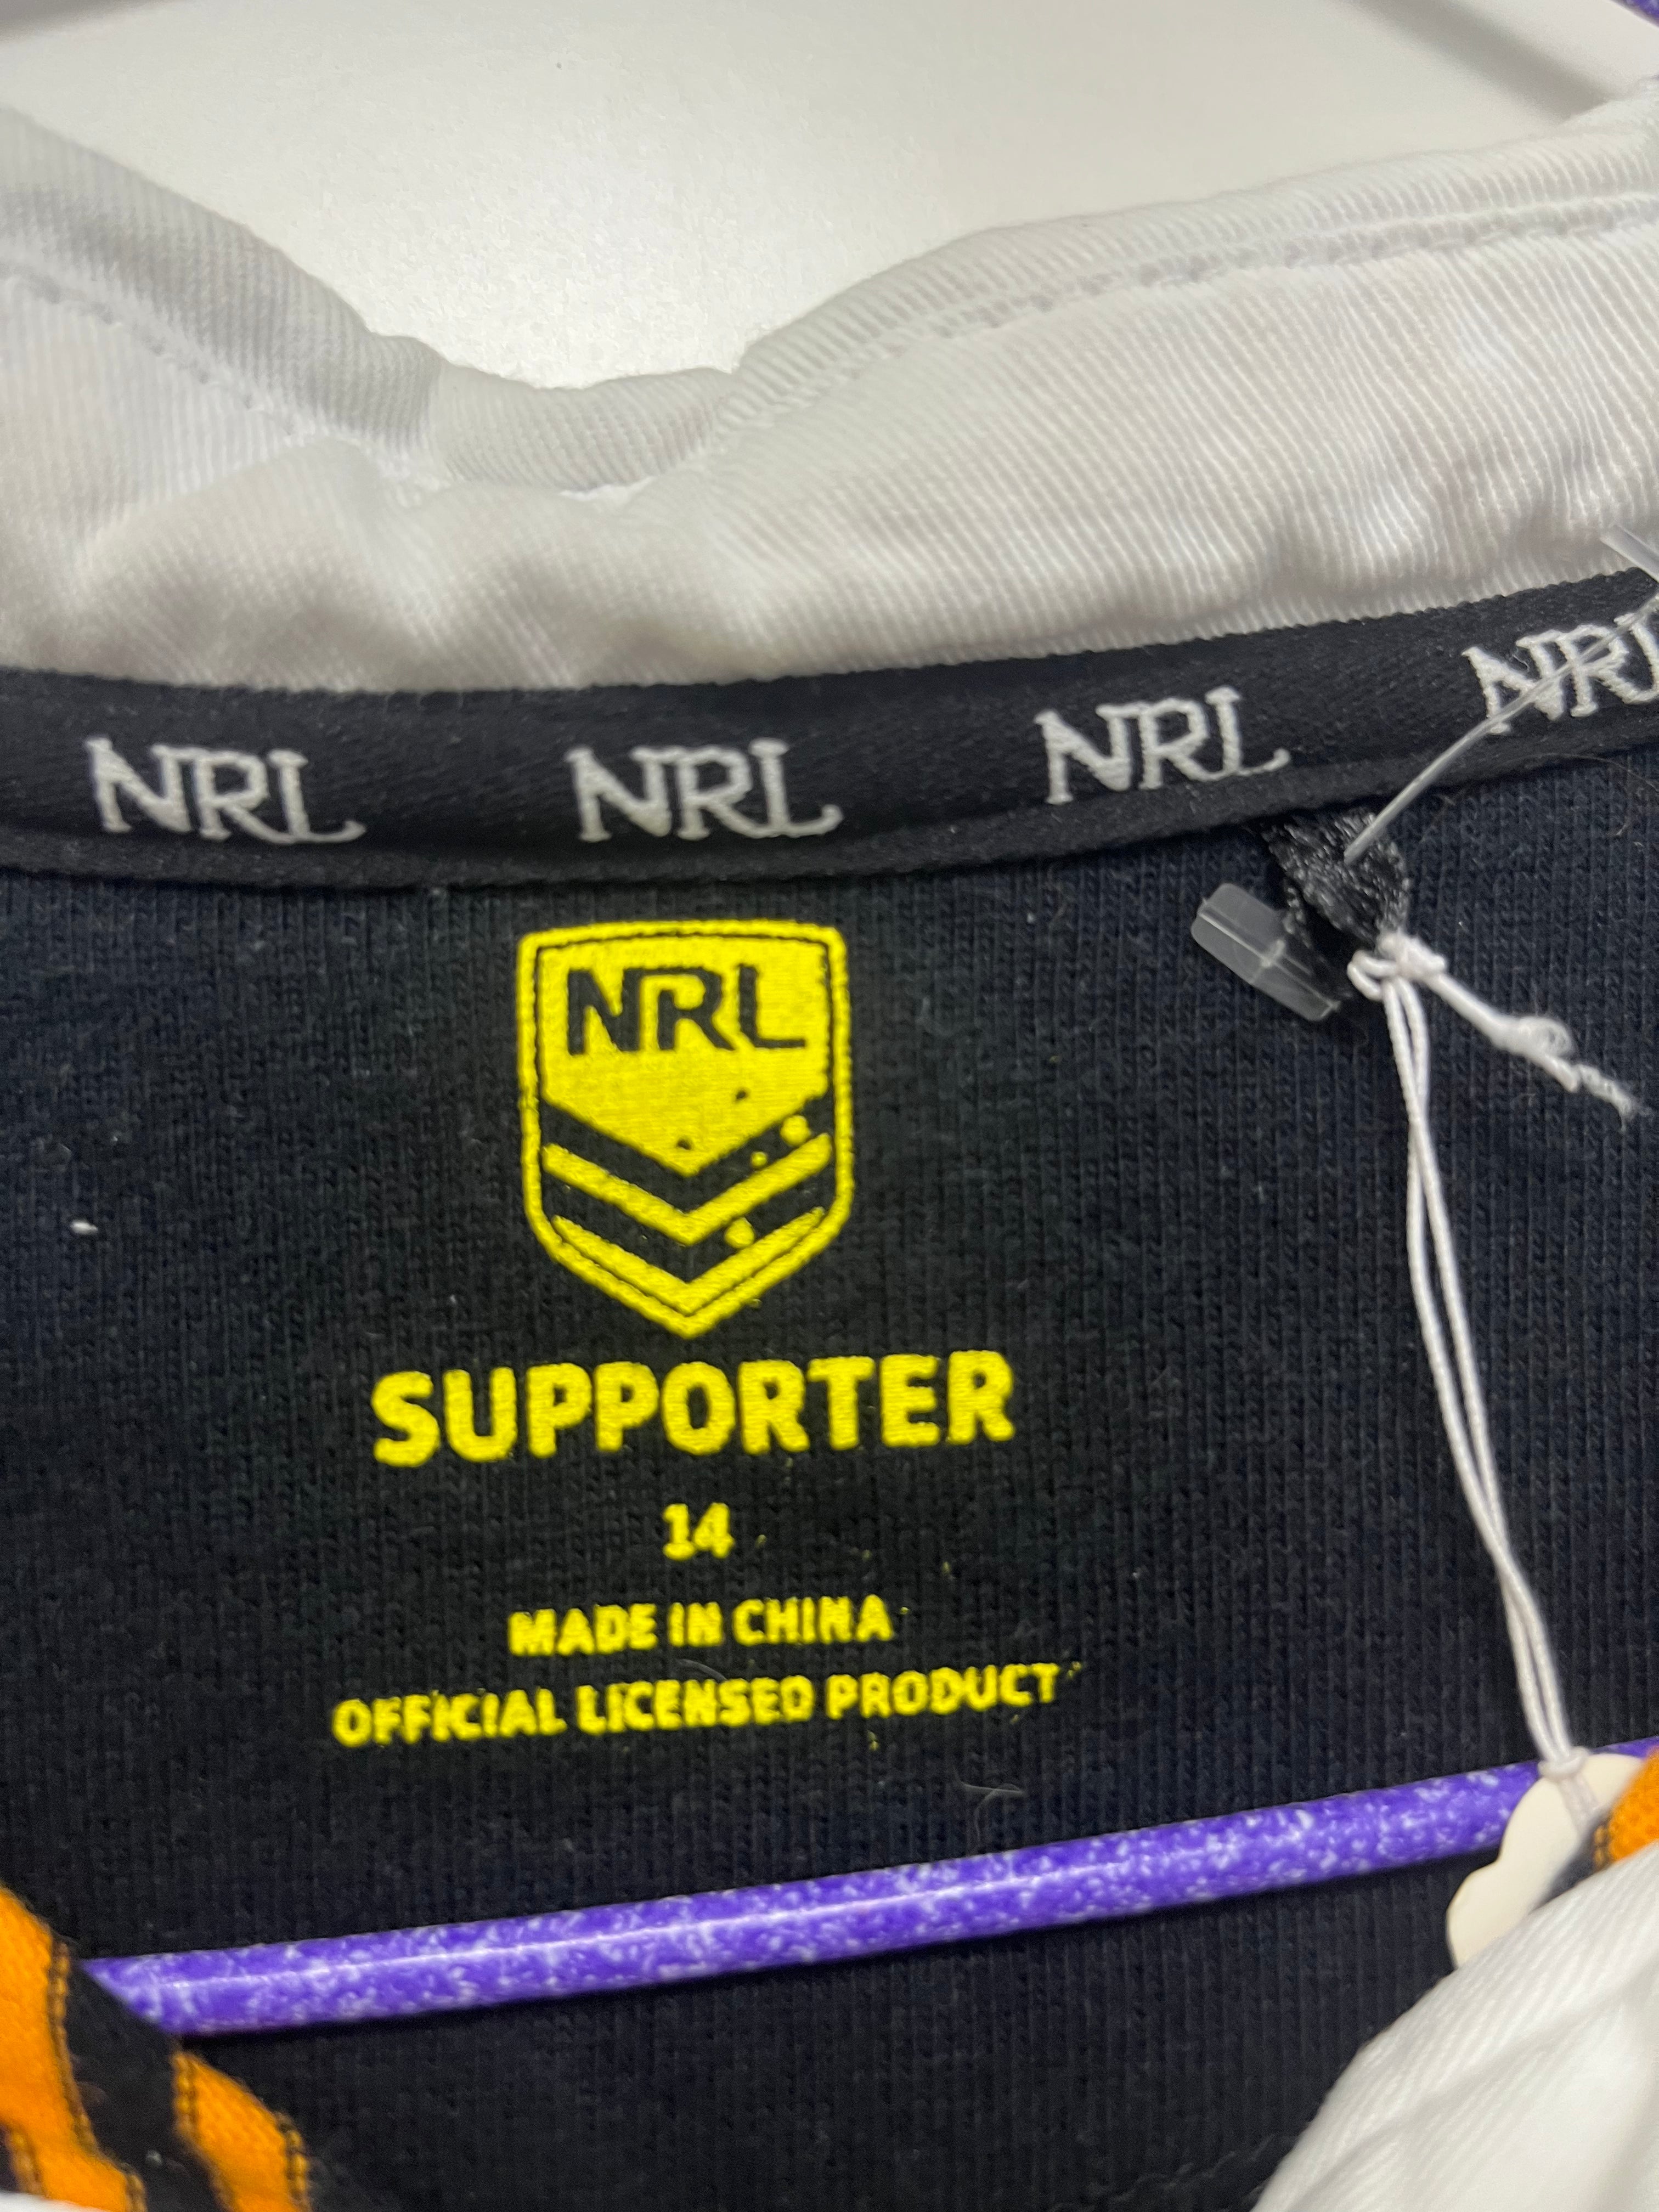 NRL NRL NRL NRL
NRL
SUPPORTER
14
MADE IN CHINA
OFFICIAL LICENSED PRODUCT